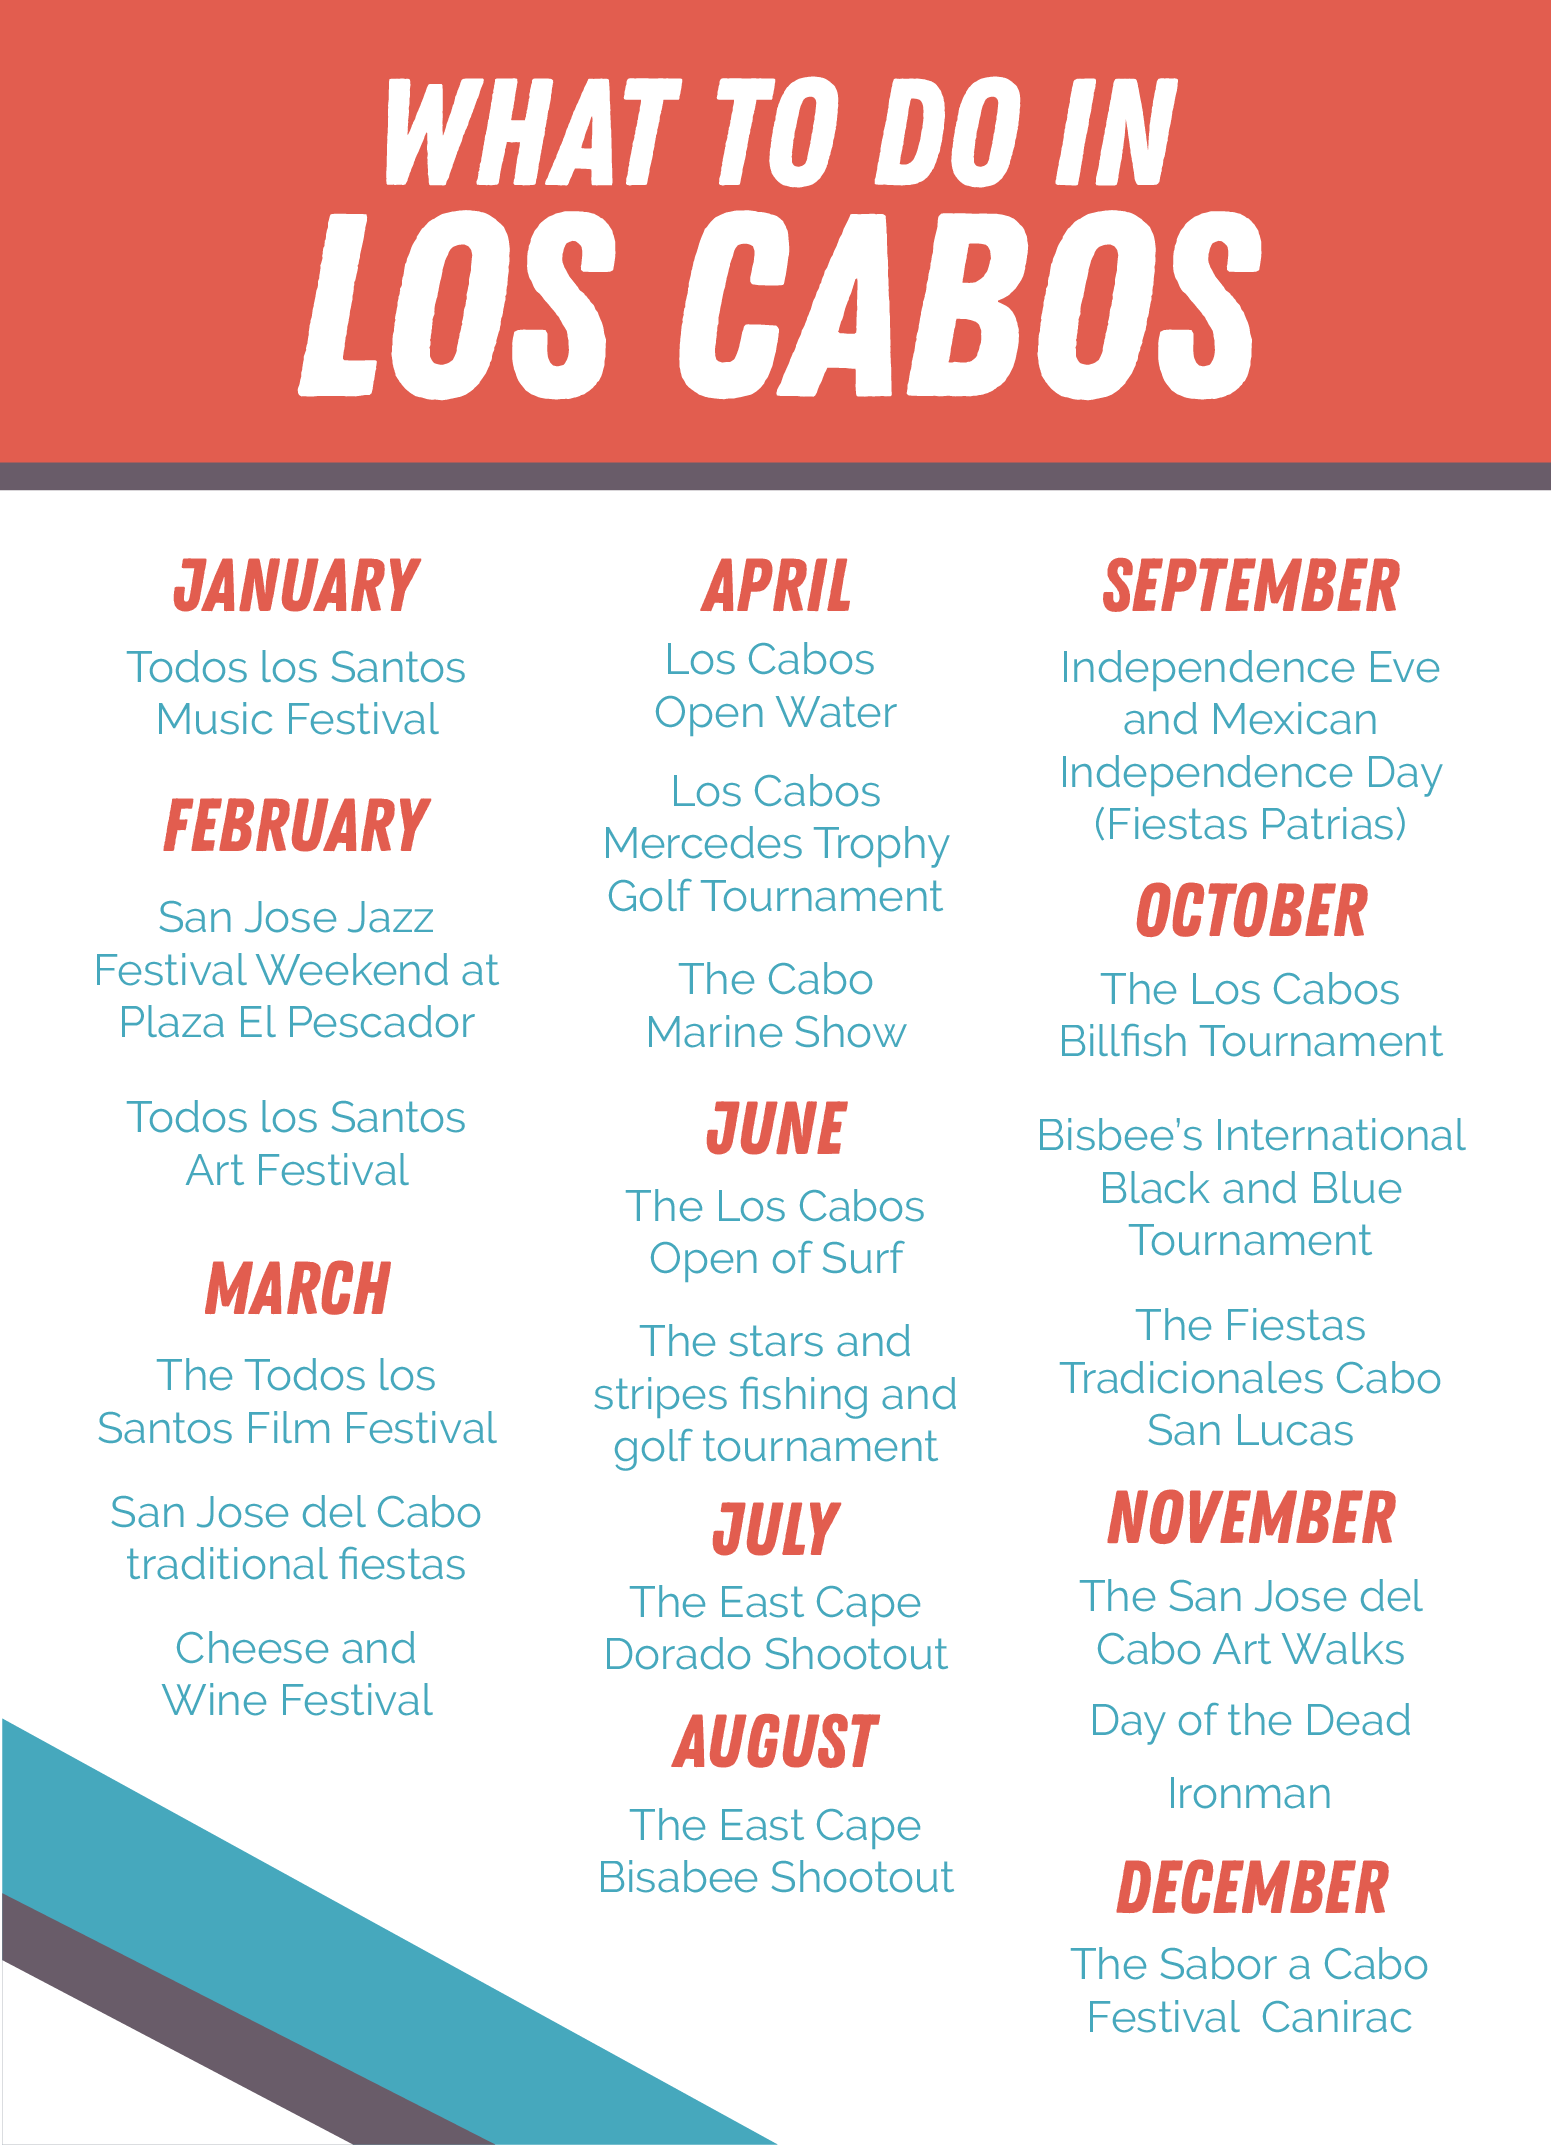 WHAT TO DO IN
LOS CABOS
JANUARY
Todos los Santos
Music Festival
FEBRUARY
San Jose Jazz
Festival Weekend at
Plaza El Pescador
Todos los Santos
Art Festival
MARCH
The Todos los
Santos Film Festival
San Jose del Cabo
traditional fiestas
Cheese and
Wine Festival
APRIL
Los Cabos
Open Water
Los Cabos
Mercedes Trophy
Golf Tournament
The Cabo
Marine Show
JUNE
The Los Cabos
Open of Surf
The stars and
stripes fishing and
golf tournament
JULY
The East Cape
Dorado Shootout
AUGUST
The East Cape
Bisabee Shootout
SEPTEMBER
Independence Eve
and Mexican
Independence Day
(Fiestas Patrias)
OCTOBER
The Los Cabos
Billfish Tournament
Bisbee’s International
Black and Blue
Tournament
The Fiestas
Tradicionales Cabo
San Lucas
NOVEMBER
The San Jose del
Cabo Art Walks
Day of the Dead
Ironman
DECEMBER
The Sabor a Cabo
Festival Canirac